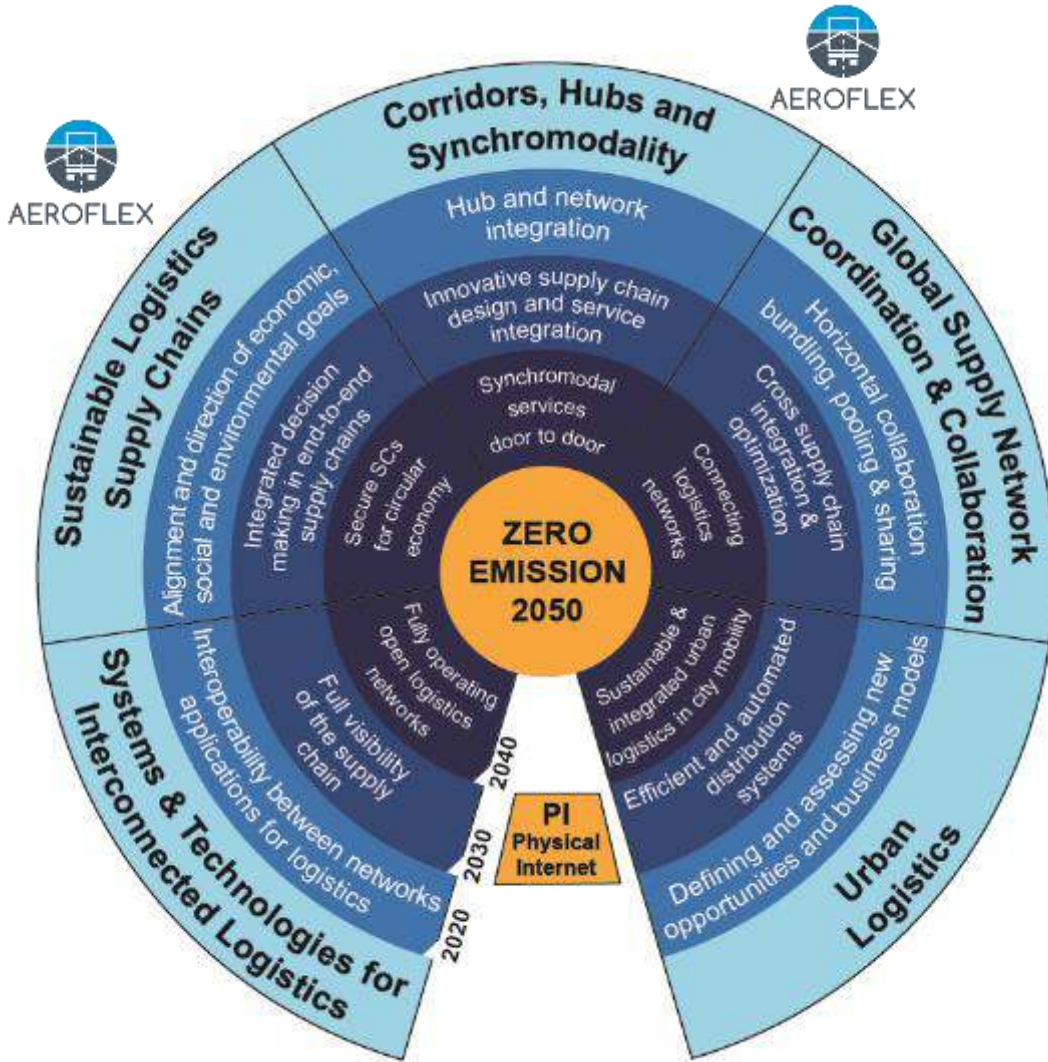 AEROFLEX
AEROFLEX
Corridors, Hubs and
Synchromodality
Hub and network
integration
Innovative supply chain
design and service
integration
Synchromodal
services
door to door
Global Supply Network
Coordination & Collaboration
Horizontal collaboration
bundling, pooling & sharing
Cross supply chain
integration &
optimization
Connecting
logistics
networks
Urban
Logistics
Defining and assessing new
opportunities and business models
Efficient and automated
distribution
systems
Sustainable &
integrated urban
logistics in city mobility
Systems & Technologies for
Interconnected Logistics
Interoperability between networks
applications for logistics
Full visibility
of the supply
chain
Fully operating
open logistics
networks
Sustainable Logistics
Supply Chains
Alignment and direction of economic,
social and environmental goals
Integrated decision
making in end-to-end
supply chains
Secure SCs
for circular
economy
ZERO
EMISSION
2050
2040
2030
2020
PI
Physical
Internet